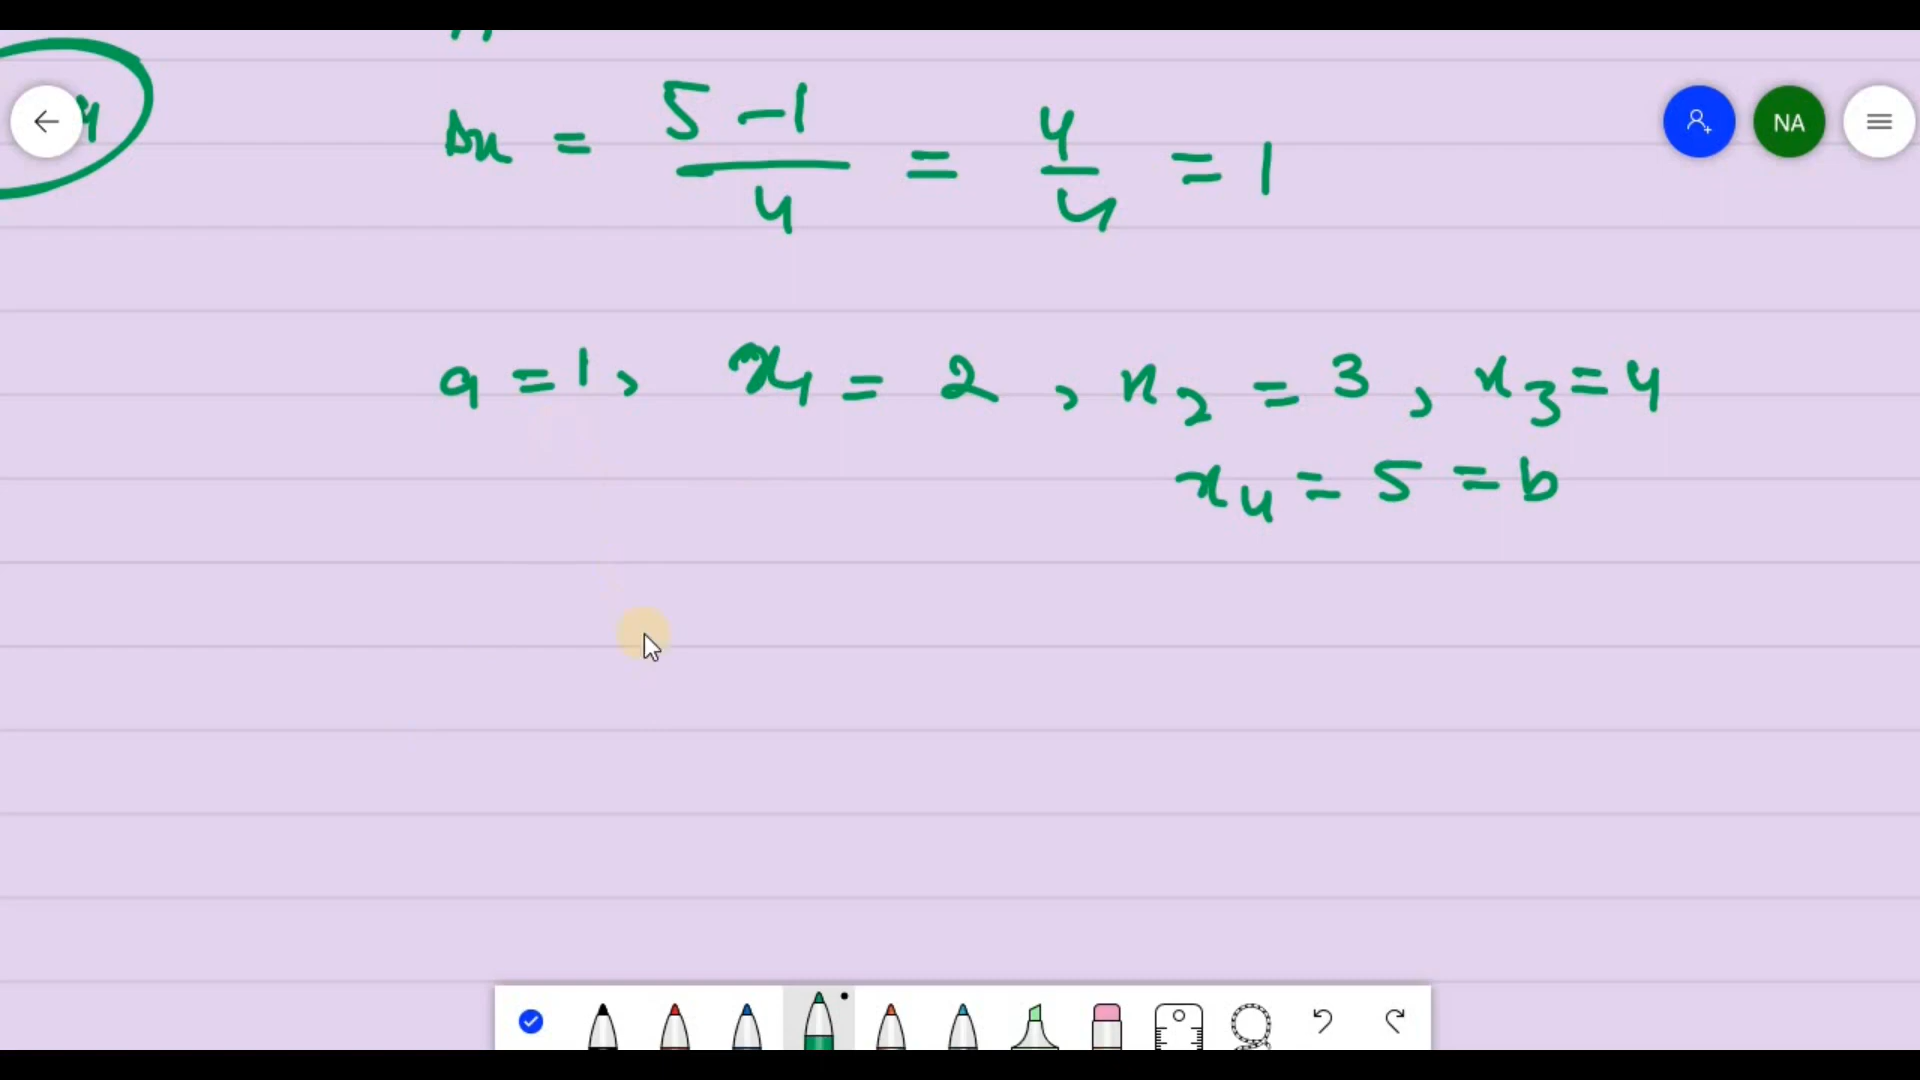 Δx = 5 - 1 / 4 = 4 / 4 = 1
NA
a = 1, x1 = 2, x2 = 3, x3 = 4
x4 = 5 = b